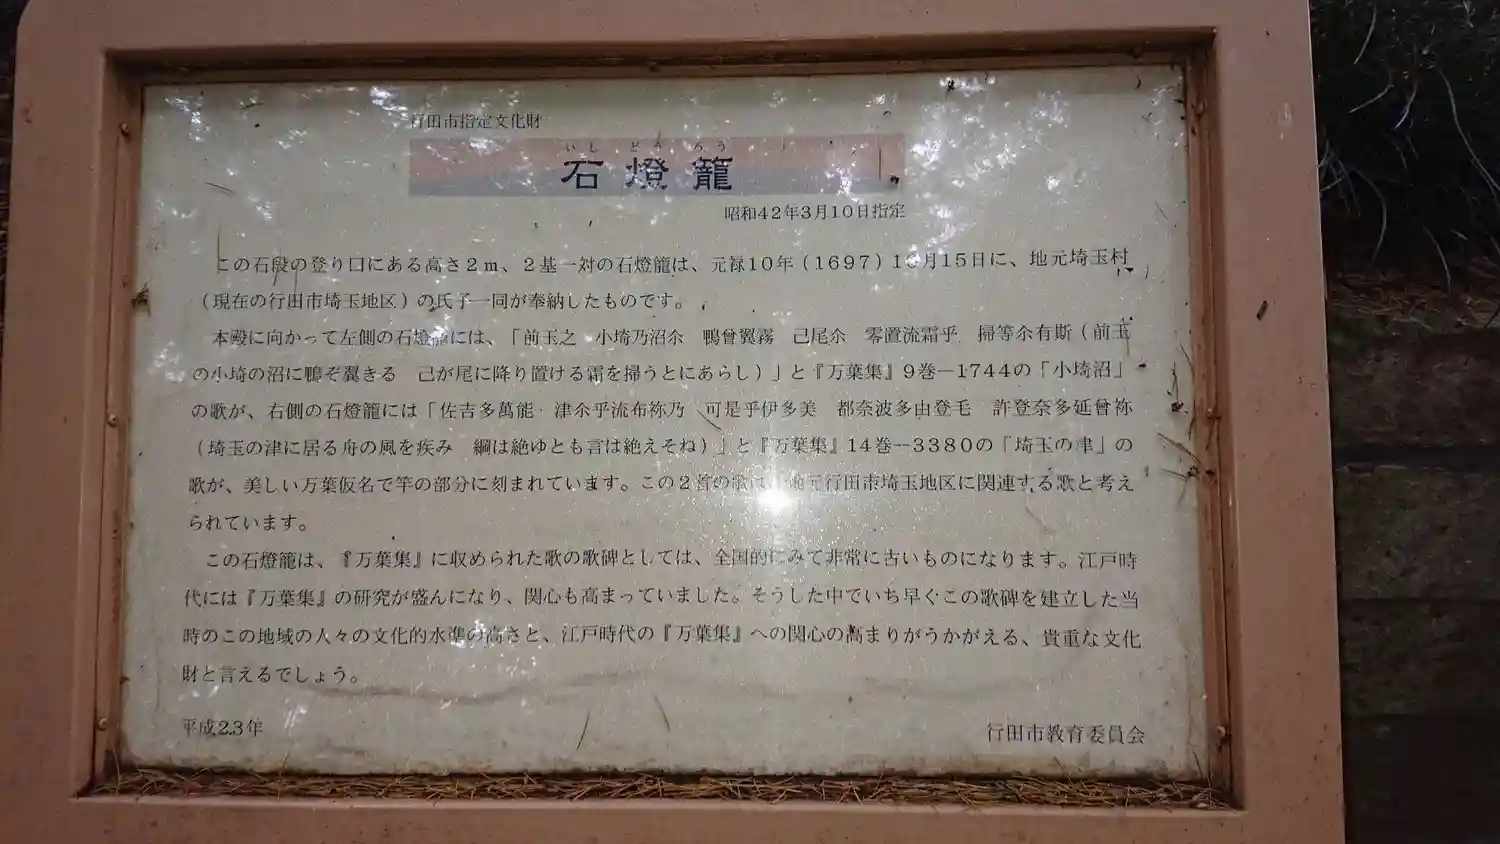 行田市指定文化財
いし どう ろう
石燈籠
昭和42年3月10日指定
この石段の登り口にある高さ2m、2基一対の石燈籠は、元禄10年(1697)10月15日に、地元埼玉村
(現在の行田市埼玉地区)の氏子一同が奉納したものです。
本殿に向かって左側の石燈籠には、「前玉之 小埼乃沼尓 鴨曽翼霧 己尾尓 零置流霜乎 掃等尓有斯(前玉
の小埼の沼に鴨ぞ翼きる 己が尾に降り置ける霜を掃うとにあらし)」と『万葉集』9巻―1744の「小埼沼」
の歌が、右側の石燈籠には「佐吉多萬能 津尓乎流布祢乃 可是乎伊多美 都奈波多由登毛 許登奈多延曽祢
(埼玉の津に居る舟の風を疾み 綱は絶ゆとも言は絶えそね)」と『万葉集』14巻―3380の「埼玉の津」の
歌が、美しい万葉仮名で竿の部分に刻まれています。この2首の歌は、地元行田市埼玉地区に関連する歌と考え
られています。
この石燈籠は、『万葉集』に収められた歌の歌碑としては、全国的にみて非常に古いものになります。江戸時
代には『万葉集』の研究が盛んになり、関心も高まっていました。そうした中でいち早くこの歌碑を建立した当
時のこの地域の人々の文化的水準の高さと、江戸時代の『万葉集』への関心の高まりがうかがえる、貴重な文化
財と言えるでしょう。
平成23年
行田市教育委員会